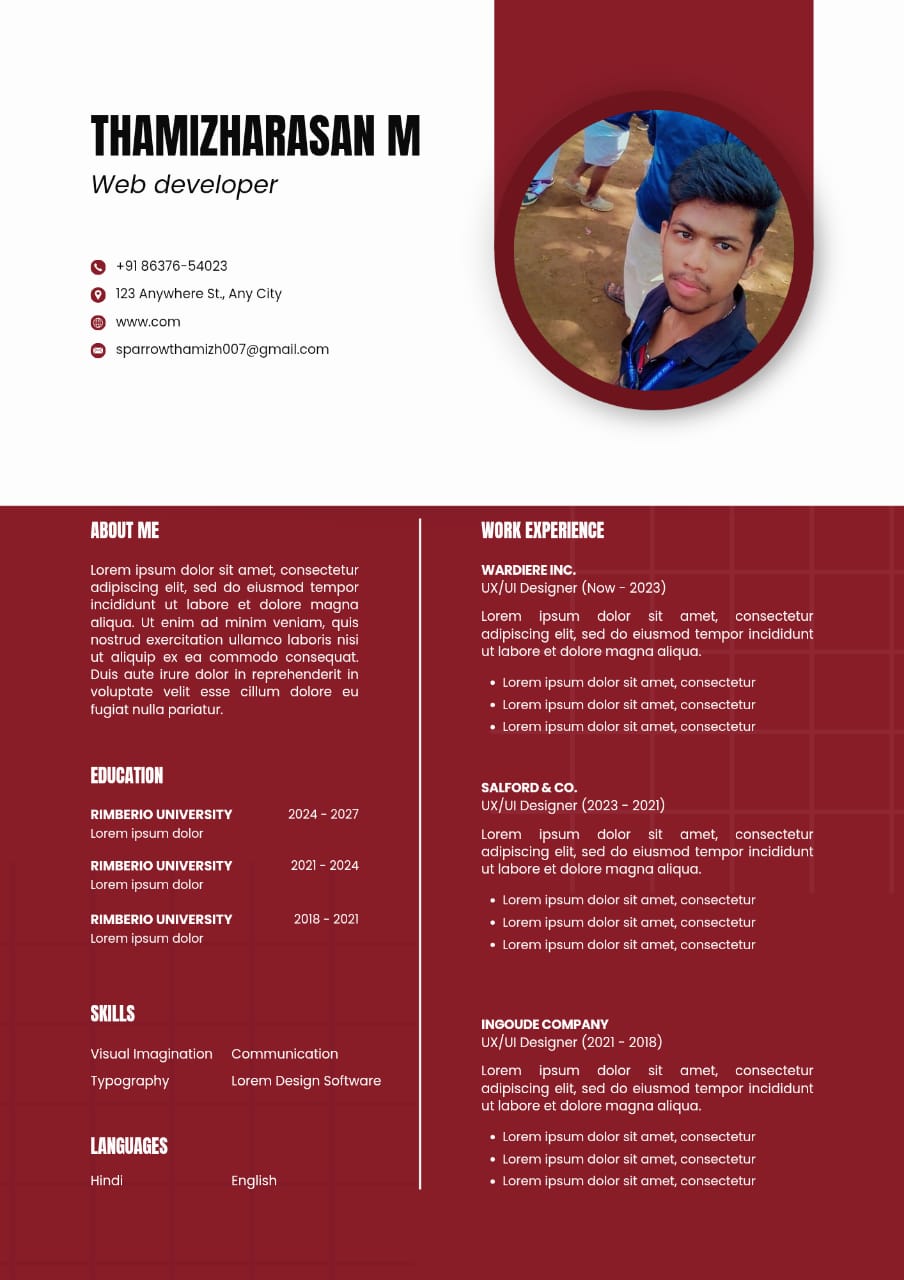 THAMIZHARASAN M
Web developer
+91 86376-54023
123 Anywhere St., Any City
www.com
sparrowthamizh007@gmail.com
ABOUT ME
Lorem ipsum dolor sit amet, consectetur
adipiscing elit, sed do eiusmod tempor
incididunt ut labore et dolore magna
aliqua. Ut enim ad minim veniam, quis
nostrud exercitation ullamco laboris nisi
ut aliquip ex ea commodo consequat.
Duis aute irure dolor in reprehenderit in
voluptate velit esse cillum dolore eu
fugiat nulla pariatur.
EDUCATION
RIMBERIO UNIVERSITY 2024 - 2027
Lorem ipsum dolor
RIMBERIO UNIVERSITY 2021 - 2024
Lorem ipsum dolor
RIMBERIO UNIVERSITY 2018 - 2021
Lorem ipsum dolor
SKILLS
Visual Imagination Communication
Typography Lorem Design Software
LANGUAGES
Hindi English
WORK EXPERIENCE
WARDIERE INC.
UX/UI Designer (Now - 2023)
Lorem ipsum dolor sit amet, consectetur
adipiscing elit, sed do eiusmod tempor incididunt
ut labore et dolore magna aliqua.
• Lorem ipsum dolor sit amet, consectetur
• Lorem ipsum dolor sit amet, consectetur
• Lorem ipsum dolor sit amet, consectetur
SALFORD & CO.
UX/UI Designer (2023 - 2021)
Lorem ipsum dolor sit amet, consectetur
adipiscing elit, sed do eiusmod tempor incididunt
ut labore et dolore magna aliqua.
• Lorem ipsum dolor sit amet, consectetur
• Lorem ipsum dolor sit amet, consectetur
• Lorem ipsum dolor sit amet, consectetur
INGOUDE COMPANY
UX/UI Designer (2021 - 2018)
Lorem ipsum dolor sit amet, consectetur
adipiscing elit, sed do eiusmod tempor incididunt
ut labore et dolore magna aliqua.
• Lorem ipsum dolor sit amet, consectetur
• Lorem ipsum dolor sit amet, consectetur
• Lorem ipsum dolor sit amet, consectetur